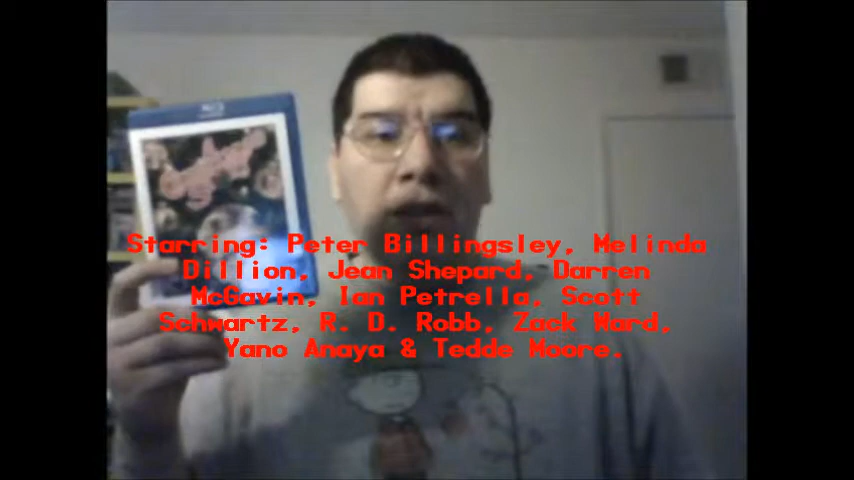 Starring: Peter Billingsley, Melinda
Dillion, Jean Shepard, Darren
McGavin, Ian Petrella, Scott
Schwartz, R. D. Robb, Zack Ward,
Yano Anaya & Tedde Moore.